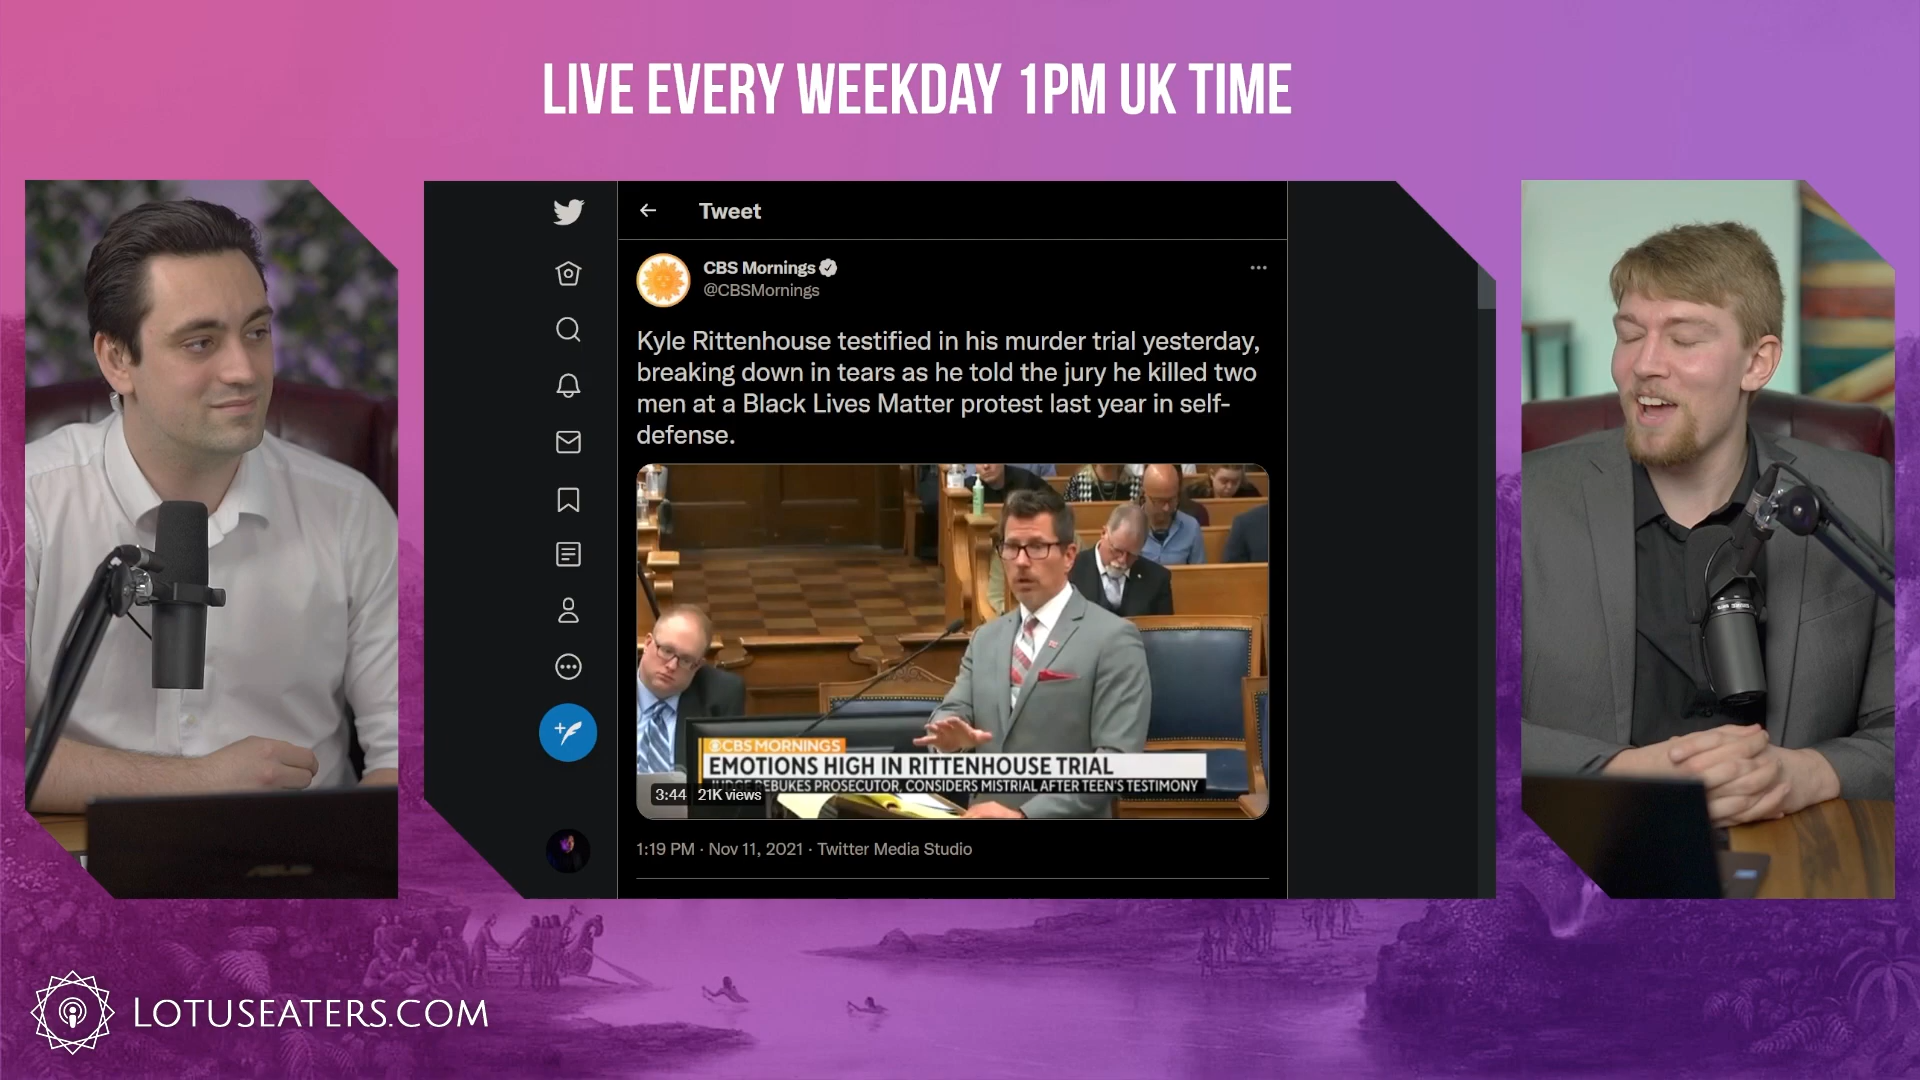 LIVE EVERY WEEKDAY 1PM UK TIME
Tweet
CBS Mornings
@CBSMornings
Kyle Rittenhouse testified in his murder trial yesterday,
breaking down in tears as he told the jury he killed two
men at a Black Lives Matter protest last year in self-
defense.
CBS MORNINGS
EMOTIONS HIGH IN RITTENHOUSE TRIAL
JUDGE REBUKES PROSECUTOR, CONSIDERS MISTRIAL AFTER TEEN'S TESTIMONY
3:44 21K views
1:19 PM · Nov 11, 2021 · Twitter Media Studio
LOTUSEATERS.COM